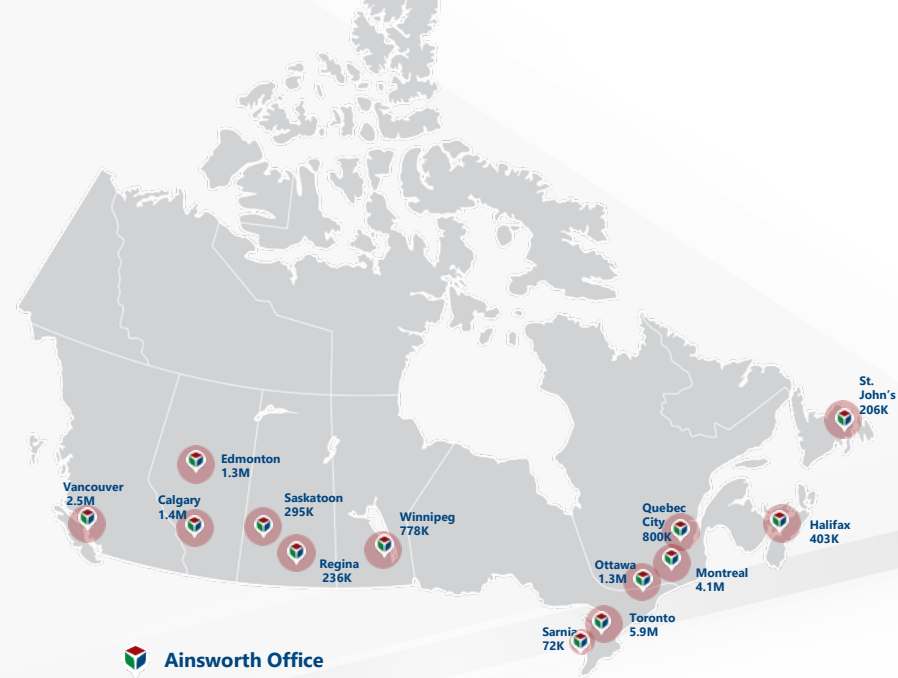 St.
John's
206K
Edmonton
1.3M
Vancouver
2.5M
Calgary
1.4M
Saskatoon
295K
Winnipeg
778K
Regina
236K
Quebec
City
800K
Halifax
403K
Ottawa
1.3M
Montreal
4.1M
Toronto
5.9M
Sarnia
72K
Ainsworth Office